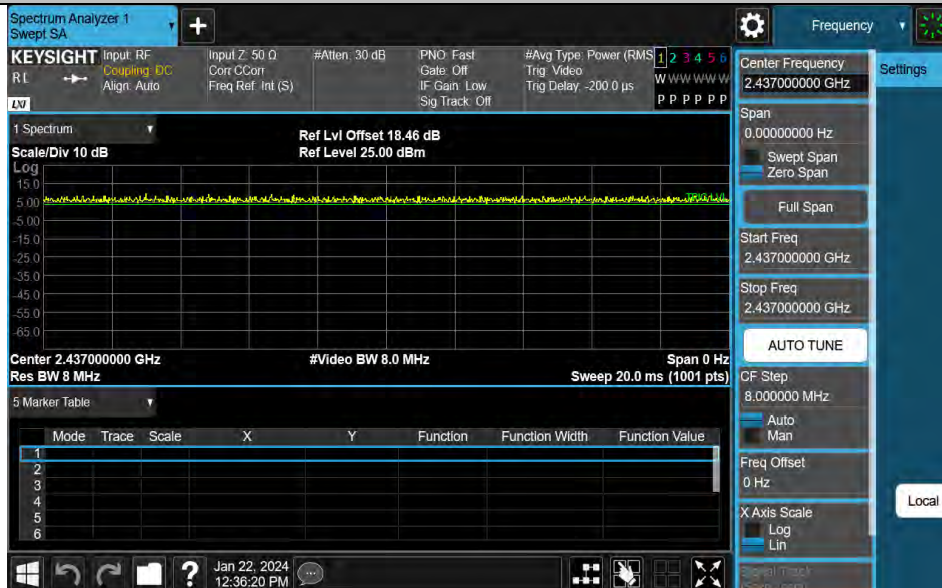 Spectrum Analyzer 1
Swept SA
Frequency
KEYSIGHT
RL
LXI
Input: RF
Coupling: DC
Align: Auto
Input Z: 50 Ω
Corr CCorr
Freq Ref: Int (S)
#Atten: 30 dB
PNO: Fast
Gate: Off
IF Gain: Low
Sig Track: Off
#Avg Type: Power (RMS
Trig: Video
Trig Delay: -200.0 µs
1 2 3 4 5 6
W W W W W W
P P P P P P
1 Spectrum
Scale/Div 10 dB
Ref Lvl Offset 18.46 dB
Ref Level 25.00 dBm
Log
15.0
5.00
-5.00
-15.0
-25.0
-35.0
-45.0
-55.0
-65.0
TRIG LVL
Center 2.437000000 GHz
#Video BW 8.0 MHz
Span 0 Hz
Res BW 8 MHz
Sweep 20.0 ms (1001 pts)
5 Marker Table
Mode Trace Scale X Y Function Function Width Function Value
1
2
3
4
5
6
?
Jan 22, 2024
12:36:20 PM
Center Frequency
2.437000000 GHz
Span
0.00000000 Hz
Swept Span
Zero Span
Full Span
Start Freq
2.437000000 GHz
Stop Freq
2.437000000 GHz
AUTO TUNE
CF Step
8.000000 MHz
Auto
Man
Freq Offset
0 Hz
X Axis Scale
Log
Lin
Signal Track
Settings
Local